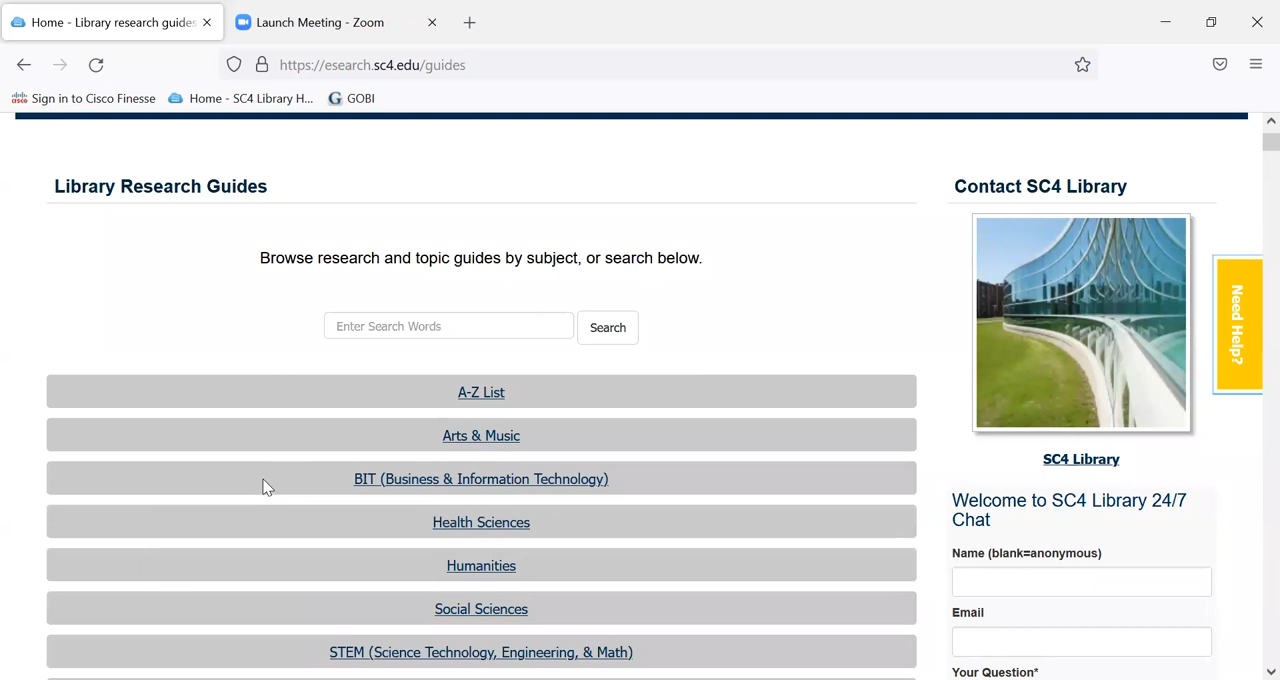 Home - Library research guides
Launch Meeting - Zoom
https://esearch.sc4.edu/guides
Sign in to Cisco Finesse
Home - SC4 Library H...
GOBI
Library Research Guides
Browse research and topic guides by subject, or search below.
Enter Search Words
Search
A-Z List
Arts & Music
BIT (Business & Information Technology)
Health Sciences
Humanities
Social Sciences
STEM (Science Technology, Engineering, & Math)
Contact SC4 Library
Need Help?
SC4 Library
Welcome to SC4 Library 24/7
Chat
Name (blank=anonymous)
Email
Your Question*